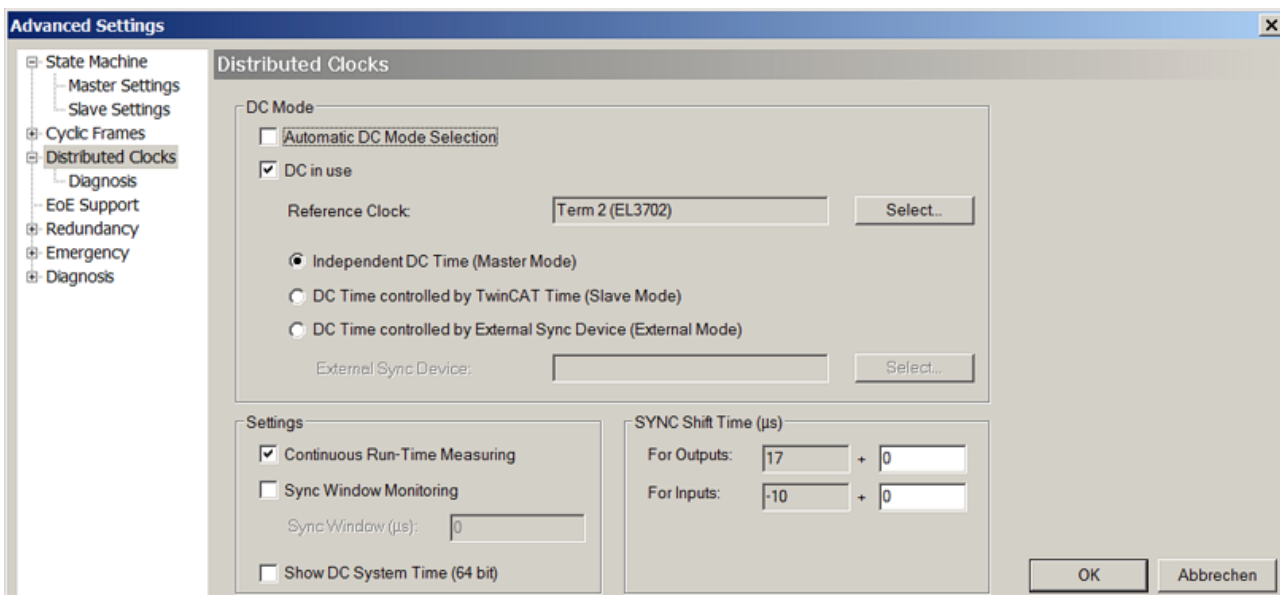 Advanced Settings
State Machine
Master Settings
Slave Settings
Cyclic Frames
Distributed Clocks
Diagnosis
EoE Support
Redundancy
Emergency
Diagnosis
Distributed Clocks
DC Mode
Automatic DC Mode Selection
DC in use
Reference Clock: Term 2 (EL3702) Select...
Independent DC Time (Master Mode)
DC Time controlled by TwinCAT Time (Slave Mode)
DC Time controlled by External Sync Device (External Mode)
External Sync Device: Select...
Settings
Continuous Run-Time Measuring
Sync Window Monitoring
Sync Window (µs): 0
Show DC System Time (64 bit)
SYNC Shift Time (µs)
For Outputs: 17 + 0
For Inputs: -10 + 0
OK Abbrechen